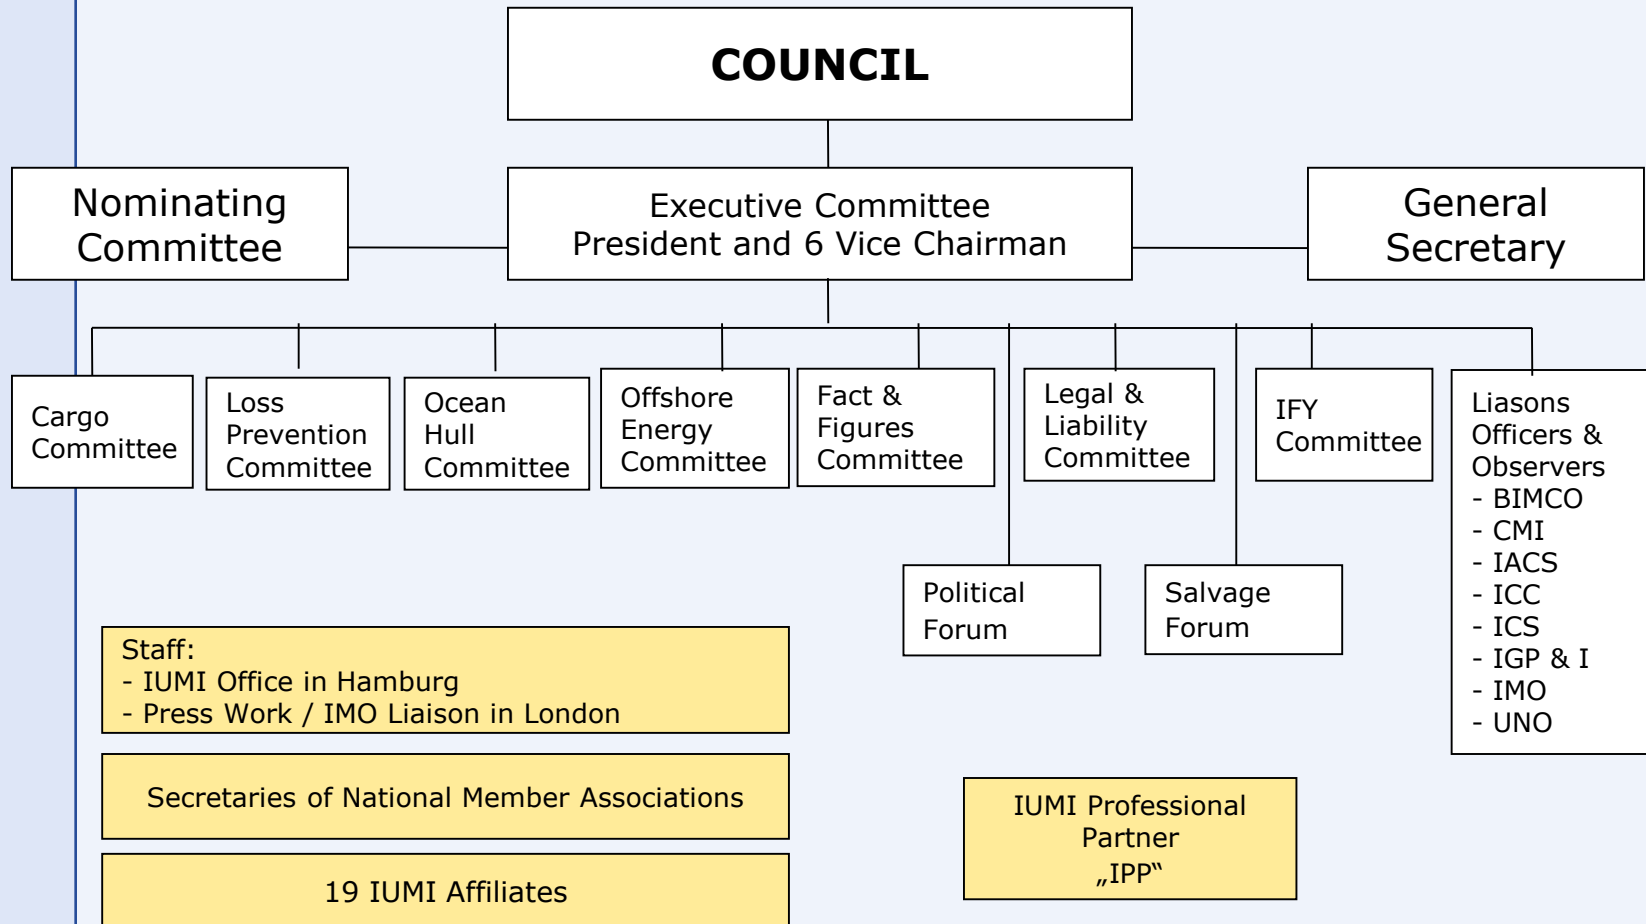 COUNCIL
Nominating
Committee
Executive Committee
President and 6 Vice Chairman
General
Secretary
Cargo
Committee
Loss
Prevention
Committee
Ocean
Hull
Committee
Offshore
Energy
Committee
Fact &
Figures
Committee
Legal &
Liability
Committee
IFY
Committee
Liasons
Officers &
Observers
- BIMCO
- CMI
- IACS
- ICC
- ICS
- IGP & I
- IMO
- UNO
Political
Forum
Salvage
Forum
Staff:
- IUMI Office in Hamburg
- Press Work / IMO Liaison in London
Secretaries of National Member Associations
19 IUMI Affiliates
IUMI Professional
Partner
„IPP“